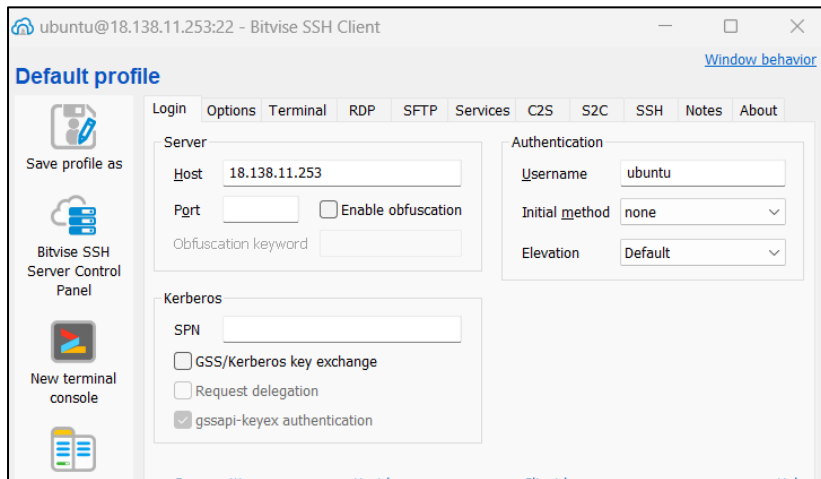 ubuntu@18.138.11.253:22 - Bitvise SSH Client
Window behavior
Default profile
Save profile as
Bitvise SSH
Server Control
Panel
New terminal
console
Login Options Terminal RDP SFTP Services C2S S2C SSH Notes About
Server
Host 18.138.11.253
Port Enable obfuscation
Obfuscation keyword
Authentication
Username ubuntu
Initial method none
Elevation Default
Kerberos
SPN
GSS/Kerberos key exchange
Request delegation
gssapi-keyex authentication